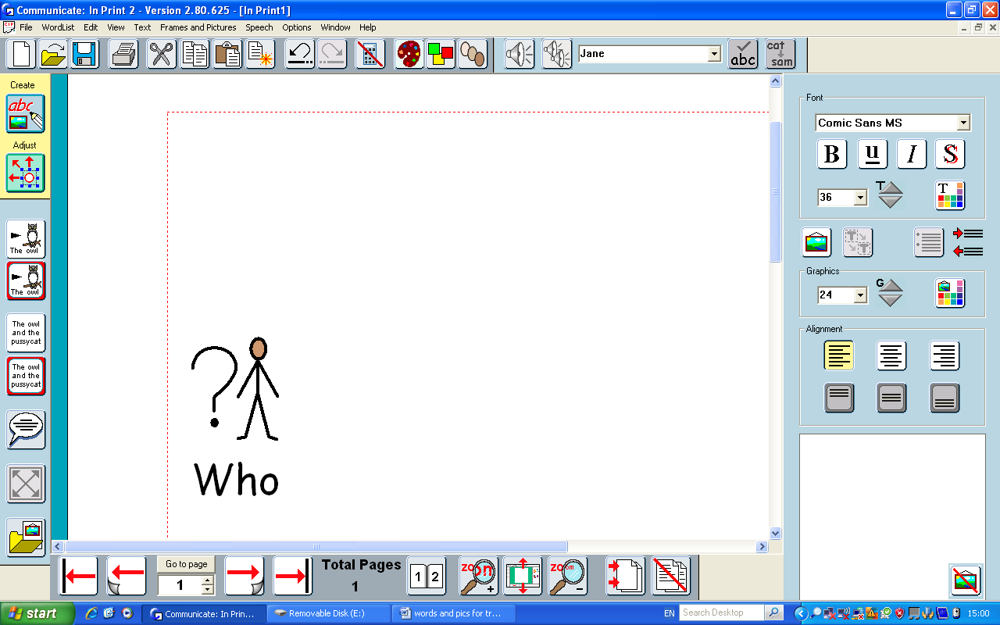 Communicate: In Print 2 - Version 2.80.625 - [In Print1]
File WordList Edit View Text Frames and Pictures Speech Options Window Help
Jane
abc
cat
sam
Create
abc
Adjust
The owl
The owl
The owl
and the
pussycat
The owl
and the
pussycat
Who
Font
Comic Sans MS
B u I S
36
T
T
Graphics
24
G
Alignment
Go to page
1
Total Pages
1
1 2
zoom
zoom
start
Communicate: In Prin...
Removable Disk (E:)
words and pics for tr...
EN
Search Desktop
15:00